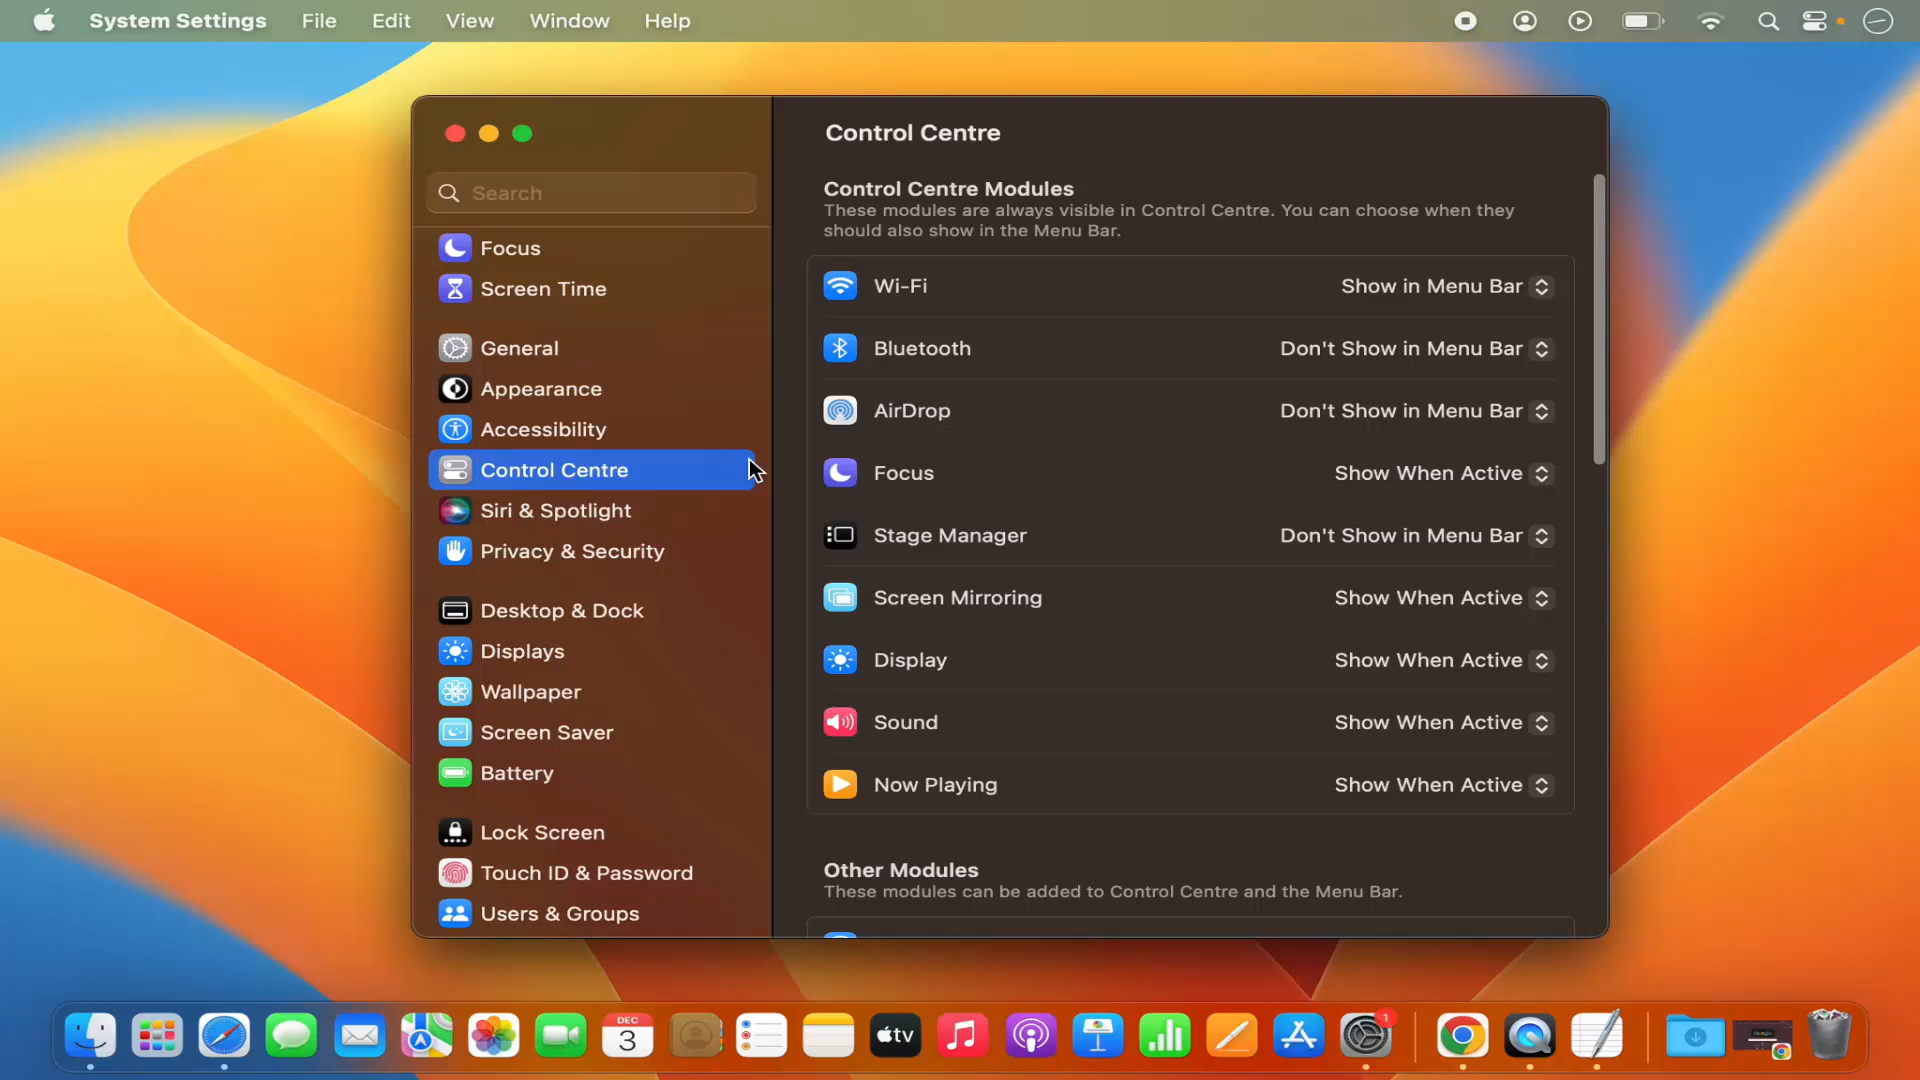 System Settings File Edit View Window Help
Control Centre
Search
Control Centre Modules
These modules are always visible in Control Centre. You can choose when they
should also show in the Menu Bar.
Focus
Screen Time
General
Appearance
Accessibility
Control Centre
Siri & Spotlight
Privacy & Security
Desktop & Dock
Displays
Wallpaper
Screen Saver
Battery
Lock Screen
Touch ID & Password
Users & Groups
Wi-Fi Show in Menu Bar
Bluetooth Don't Show in Menu Bar
AirDrop Don't Show in Menu Bar
Focus Show When Active
Stage Manager Don't Show in Menu Bar
Screen Mirroring Show When Active
Display Show When Active
Sound Show When Active
Now Playing Show When Active
Other Modules
These modules can be added to Control Centre and the Menu Bar.
DEC
3
tv
1
Google